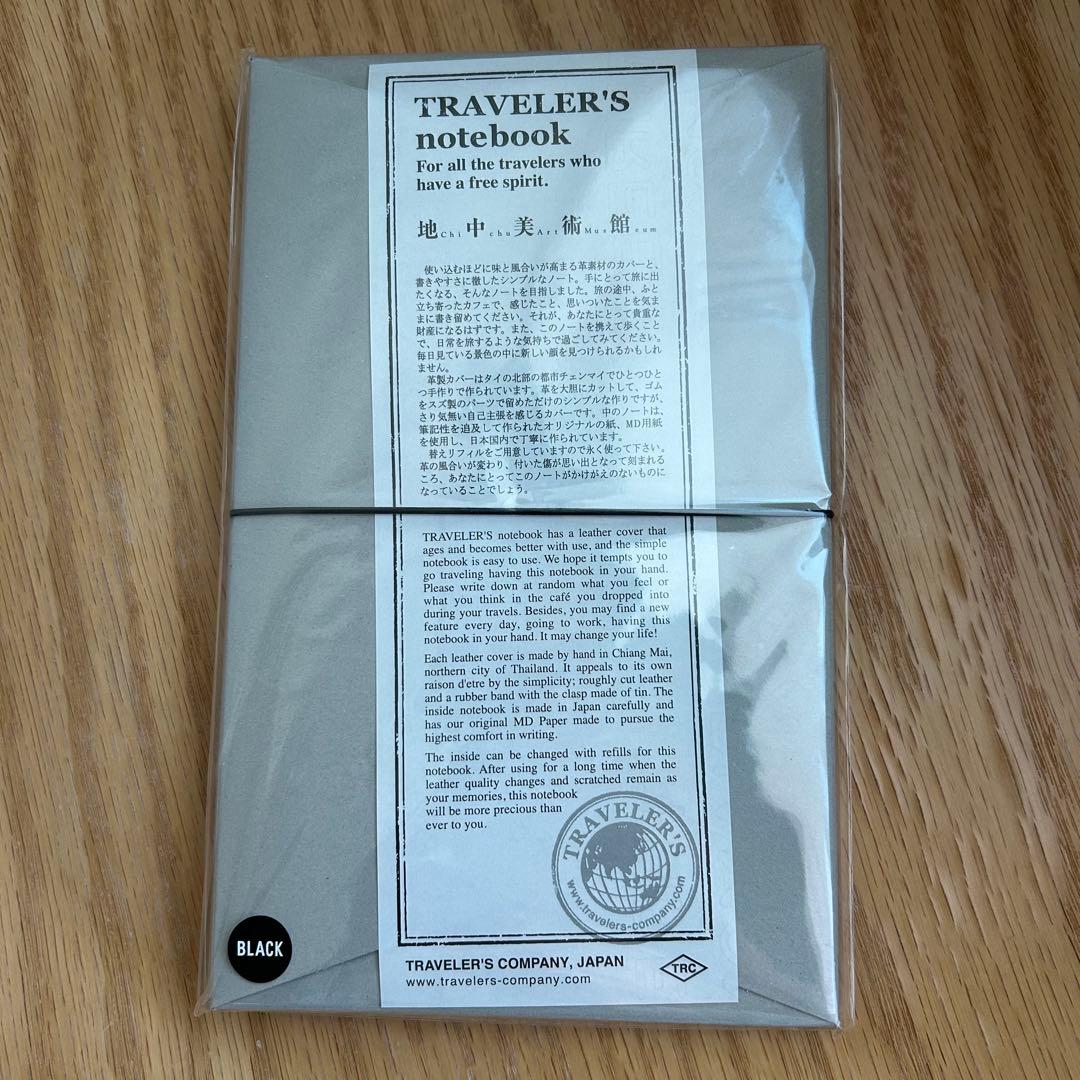 TRAVELER'S
notebook
For all the travelers who
have a free spirit.
地Chi中chu美Art術Mus館eum
使い込むほどに味と風合いが高まる革素材のカバーと、
書きやすさに徹したシンプルなノート。手にとって旅に出
たくなる、そんなノートを目指しました。旅の途中、ふと
立ち寄ったカフェで、感じたこと、思いついたことを気ま
まに書き留めてください。それが、あなたにとって貴重な
財産になるはずです。また、このノートを携えて歩くこと
で、日常を旅するような気持ちで過ごしてみてください。
毎日見ている景色の中に新しい顔を見つけられるかもしれ
ません。
革製カバーはタイの北部の都市チェンマイでひとつひと
つ手作りで作られています。革を大胆にカットして、ゴム
をスズ製のパーツで留めただけのシンプルな作りですが、
さり気無い自己主張を感じるカバーです。中のノートは、
筆記性を追及して作られたオリジナルの紙、MD用紙
を使用し、日本国内で丁寧に作られています。
替えリフィルをご用意していますので永く使って下さい。
革の風合いが変わり、付いた傷が思い出となって刻まれる
ころ、あなたにとってこのノートがかけがえのないものに
なっていることでしょう。
TRAVELER'S notebook has a leather cover that
ages and becomes better with use, and the simple
notebook is easy to use. We hope it tempts you to
go traveling having this notebook in your hand.
Please write down at random what you feel or
what you think in the café you dropped into
during your travels. Besides, you may find a new
feature every day, going to work, having this
notebook in your hand. It may change your life!
Each leather cover is made by hand in Chiang Mai,
northern city of Thailand. It appeals to its own
raison d'etre by the simplicity; roughly cut leather
and a rubber band with the clasp made of tin. The
inside notebook is made in Japan carefully and
has our original MD Paper made to pursue the
highest comfort in writing.
The inside can be changed with refills for this
notebook. After using for a long time when the
leather quality changes and scratched remain as
your memories, this notebook
will be more precious than
ever to you.
TRAVELER'S
www.travelers-company.com
BLACK
TRAVELER'S COMPANY, JAPAN
www.travelers-company.com
TRC